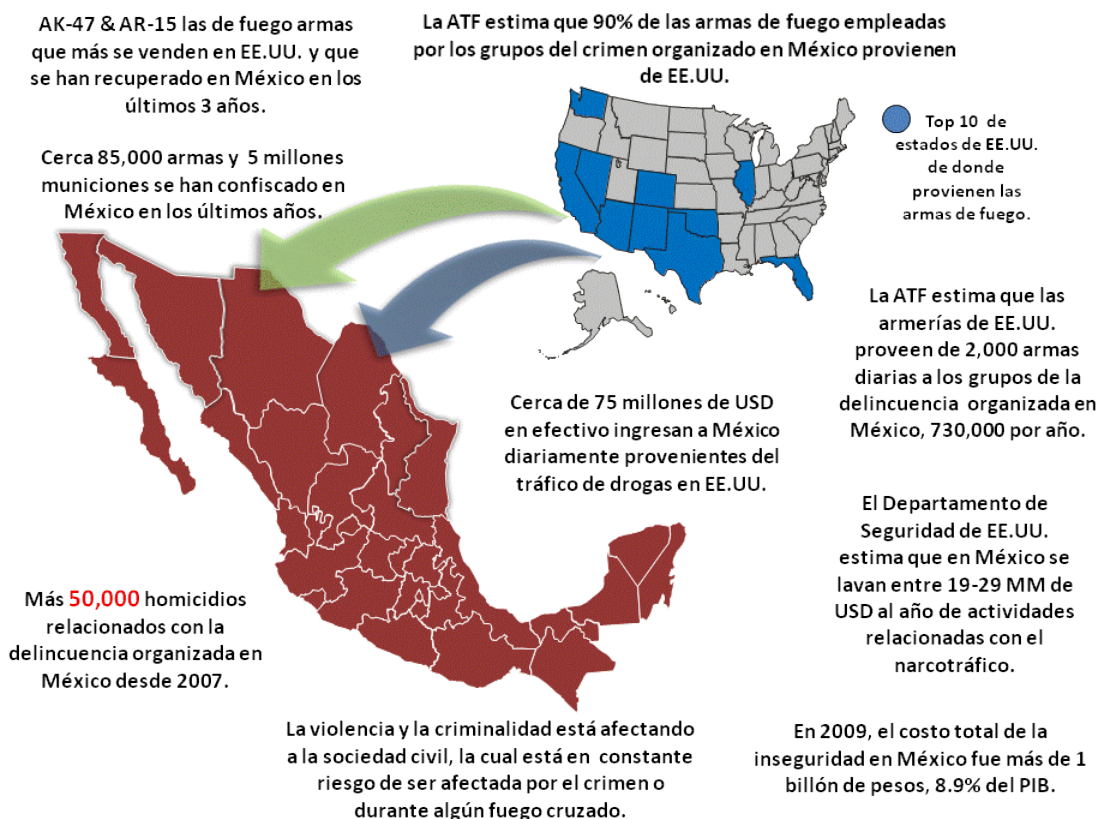 AK-47 & AR-15 las de fuego armas
que más se venden en EE.UU. y que
se han recuperado en México en los
últimos 3 años.
La ATF estima que 90% de las armas de fuego empleadas
por los grupos del crimen organizado en México provienen
de EE.UU.
Top 10 de
estados de EE.UU.
de donde
provienen las
armas de fuego.
Cerca 85,000 armas y 5 millones
municiones se han confiscado en
México en los últimos años.
La ATF estima que las
armerías de EE.UU.
proveen de 2,000 armas
diarias a los grupos de la
delincuencia organizada en
México, 730,000 por año.
Cerca de 75 millones de USD
en efectivo ingresan a México
diariamente provenientes del
tráfico de drogas en EE.UU.
El Departamento de
Seguridad de EE.UU.
estima que en México se
lavan entre 19-29 MM de
USD al año de actividades
relacionadas con el
narcotráfico.
Más 50,000 homicidios
relacionados con la
delincuencia organizada en
México desde 2007.
La violencia y la criminalidad está afectando
a la sociedad civil, la cual está en constante
riesgo de ser afectada por el crimen o
durante algún fuego cruzado.
En 2009, el costo total de la
inseguridad en México fue más de 1
billón de pesos, 8.9% del PIB.